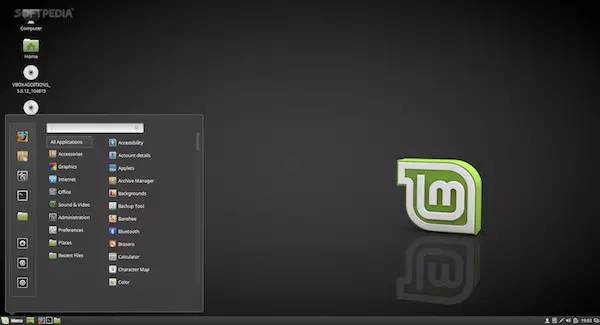 SOFTPEDIA
Computer
Home
VBOXADDITIONS_
5.0.12_104815
All Applications
Accessories
Graphics
Internet
Office
Sound & Video
Administration
Preferences
Places
Recent Files
Accessibility
Account details
Applets
Archive Manager
Backgrounds
Backup Tool
Banshee
Bluetooth
Brasero
Calculator
Character Map
Color
lm
Menu
19:03